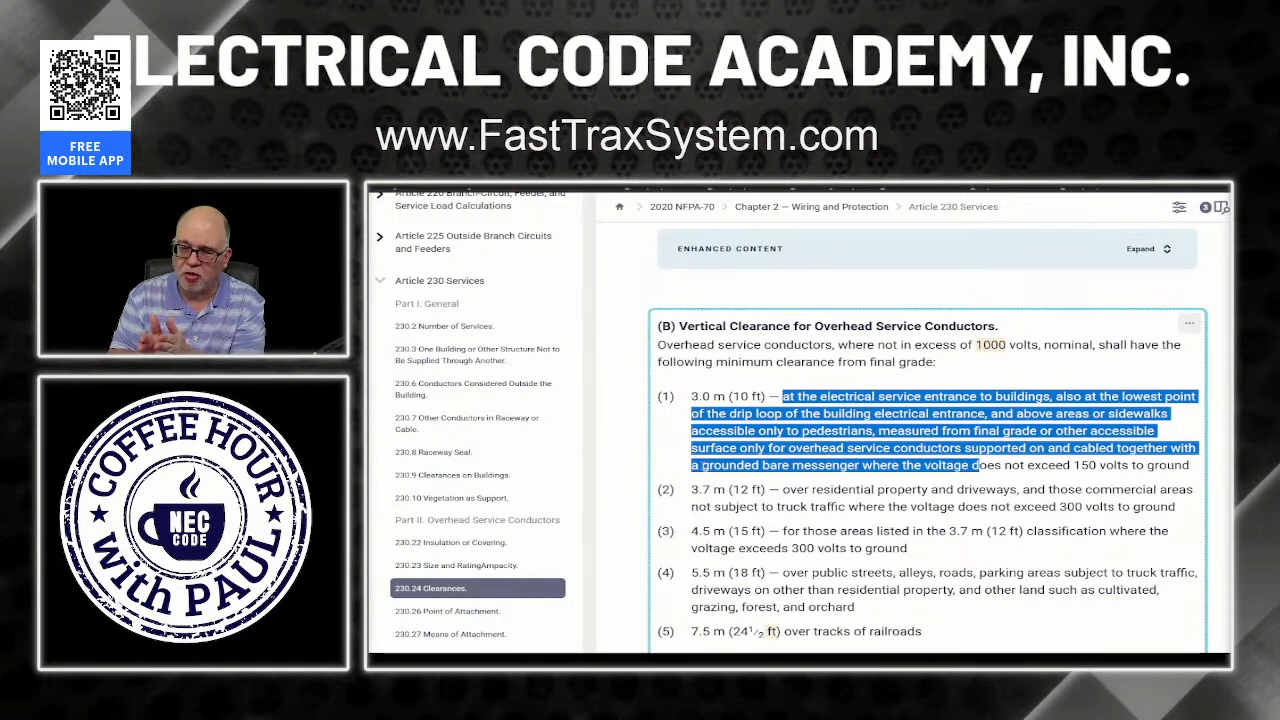 ELECTRICAL CODE ACADEMY, INC.
www.FastTraxSystem.com
FREE
MOBILE APP
COFFEE HOUR
NEC
CODE
with PAUL
Article 220 Branch-Circuit, Feeder, and
Service Load Calculations
Article 225 Outside Branch Circuits
and Feeders
Article 230 Services
Part I. General
230.2 Number of Services.
230.3 One Building or Other Structure Not to
Be Supplied Through Another.
230.6 Conductors Considered Outside the
Building.
230.7 Other Conductors in Raceway or
Cable.
230.8 Raceway Seal.
230.9 Clearances on Buildings.
230.10 Vegetation as Support.
Part II. Overhead Service Conductors
230.22 Insulation or Covering.
230.23 Size and RatingAmpacity.
230.24 Clearances.
230.26 Point of Attachment.
230.27 Means of Attachment.
2020 NFPA-70 > Chapter 2 — Wiring and Protection > Article 230 Services
3
ENHANCED CONTENT
Expand
(B) Vertical Clearance for Overhead Service Conductors.
Overhead service conductors, where not in excess of 1000 volts, nominal, shall have the
following minimum clearance from final grade:
(1) 3.0 m (10 ft) — at the electrical service entrance to buildings, also at the lowest point
of the drip loop of the building electrical entrance, and above areas or sidewalks
accessible only to pedestrians, measured from final grade or other accessible
surface only for overhead service conductors supported on and cabled together with
a grounded bare messenger where the voltage does not exceed 150 volts to ground
(2) 3.7 m (12 ft) — over residential property and driveways, and those commercial areas
not subject to truck traffic where the voltage does not exceed 300 volts to ground
(3) 4.5 m (15 ft) — for those areas listed in the 3.7 m (12 ft) classification where the
voltage exceeds 300 volts to ground
(4) 5.5 m (18 ft) — over public streets, alleys, roads, parking areas subject to truck traffic,
driveways on other than residential property, and other land such as cultivated,
grazing, forest, and orchard
(5) 7.5 m (24 1/2 ft) over tracks of railroads